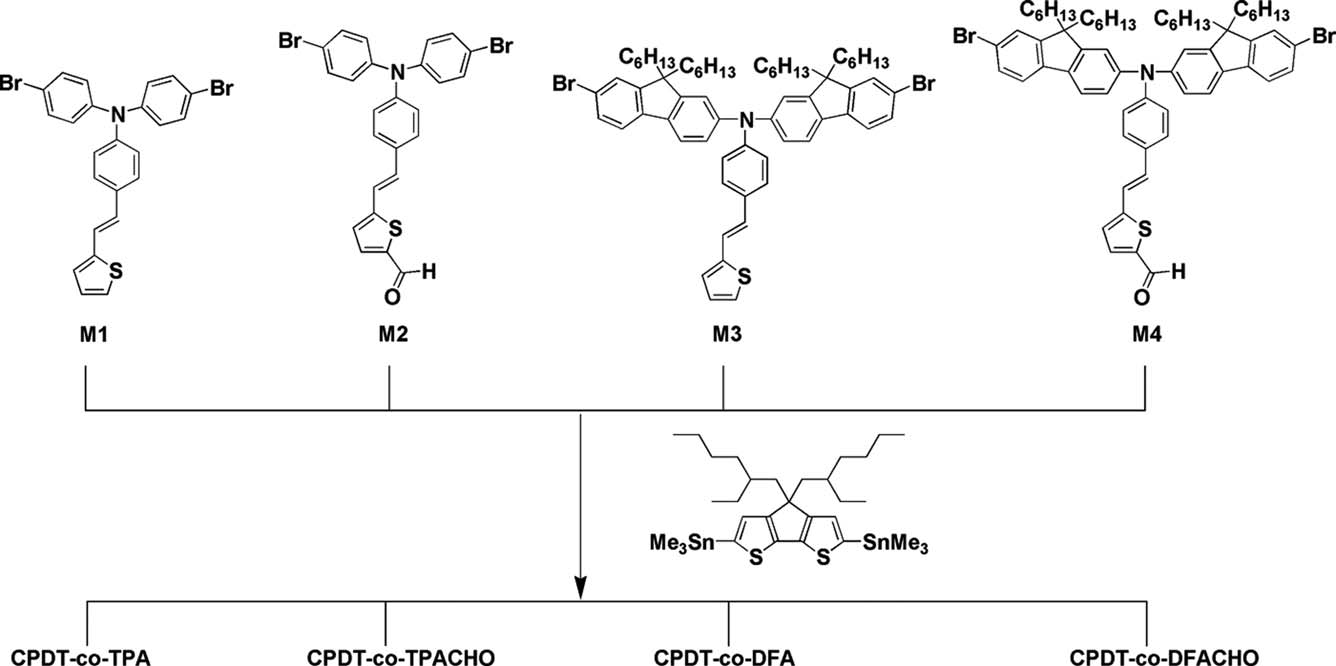 C₆H₁₃ C₆H₁₃
C₆H₁₃ C₆H₁₃
Br Br Br Br
N N
C₆H₁₃ C₆H₁₃
C₆H₁₃ C₆H₁₃
Br Br Br Br
N N
S S
S S
H H
O O
M1 M2 M3 M4
Me₃Sn SnMe₃
S S
CPDT-co-TPA CPDT-co-TPACHO CPDT-co-DFA CPDT-co-DFACHO